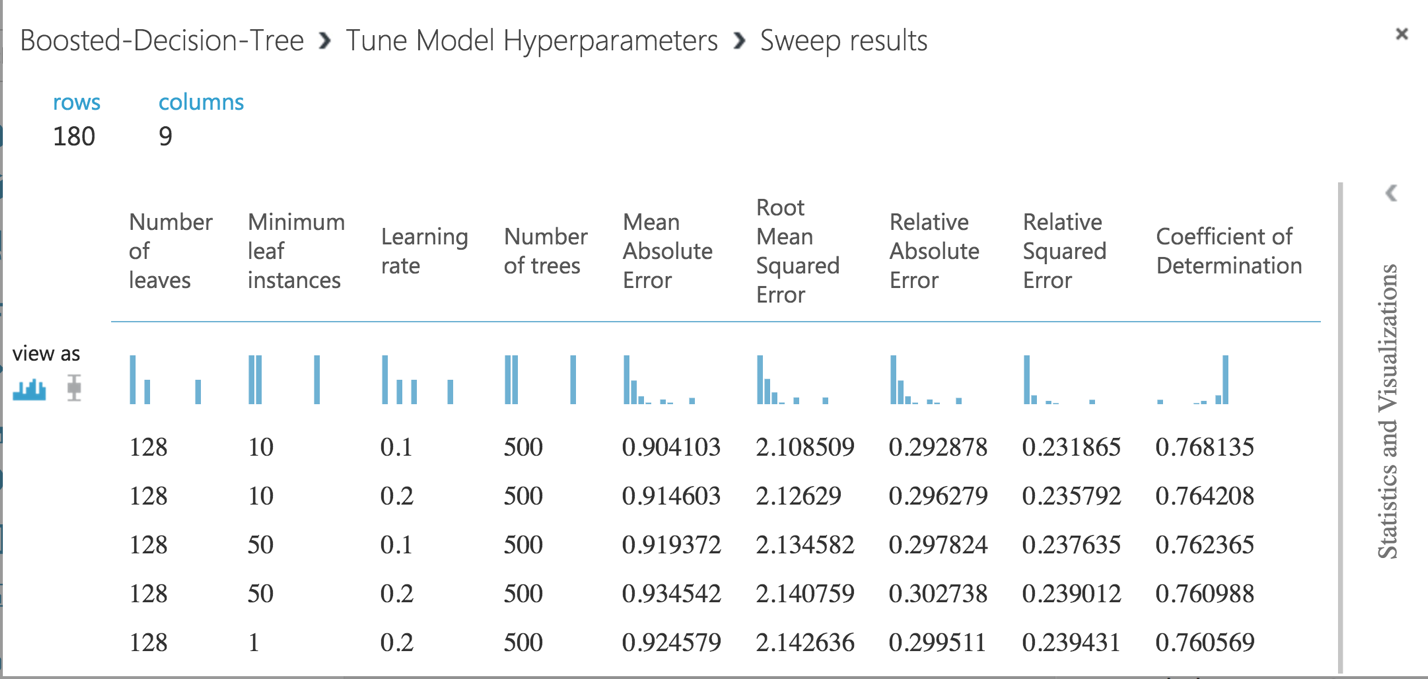 Boosted-Decision-Tree › Tune Model Hyperparameters › Sweep results
rows columns
180 9
Number of leaves Minimum leaf instances Learning rate Number of trees Mean Absolute Error Root Mean Squared Error Relative Absolute Error Relative Squared Error Coefficient of Determination
view as
128 10 0.1 500 0.904103 2.108509 0.292878 0.231865 0.768135
128 10 0.2 500 0.914603 2.12629 0.296279 0.235792 0.764208
128 50 0.1 500 0.919372 2.134582 0.297824 0.237635 0.762365
128 50 0.2 500 0.934542 2.140759 0.302738 0.239012 0.760988
128 1 0.2 500 0.924579 2.142636 0.299511 0.239431 0.760569
Statistics and Visualizations